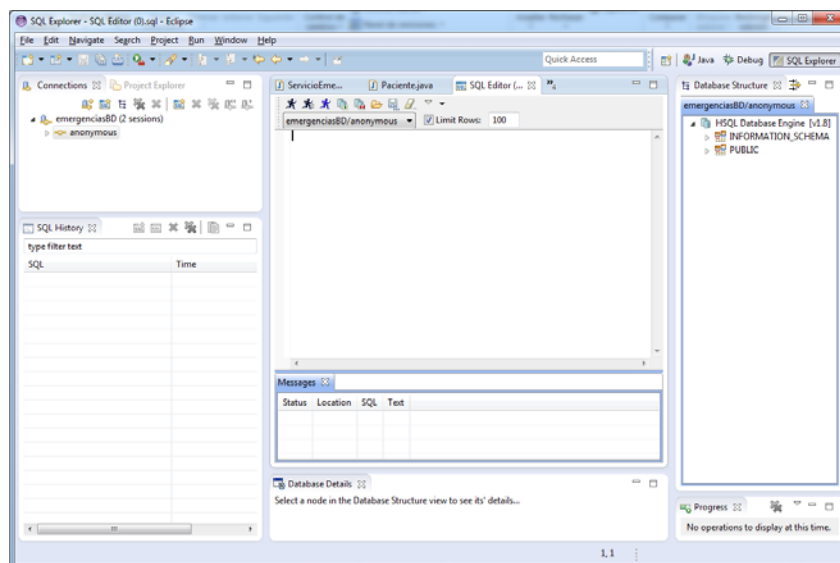 SQL Explorer - SQL Editor (0).sql - Eclipse
File Edit Navigate Search Project Run Window Help
Quick Access
Java Debug SQL Explorer
Connections Project Explorer
emergenciasBD (2 sessions)
anonymous
SQL History
type filter text
SQL Time
ServicioEme... Paciente.java SQL Editor (... »4
emergenciasBD/anonymous Limit Rows: 100
Messages
Status Location SQL Text
Database Details
Select a node in the Database Structure view to see its' details...
Database Structure
emergenciasBD/anonymous
HSQL Database Engine [v1.8]
INFORMATION_SCHEMA
PUBLIC
Progress
No operations to display at this time.
1, 1